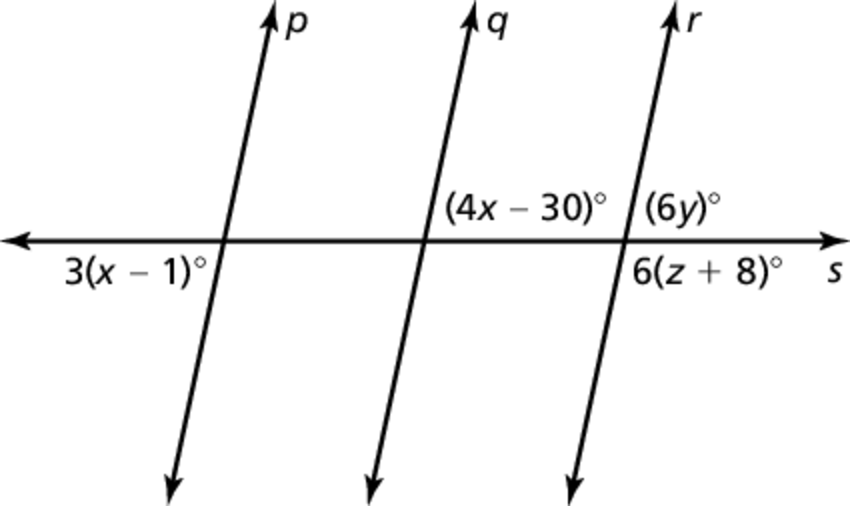 p q r
(4x – 30)° (6y)°
3(x – 1)° 6(z + 8)° s